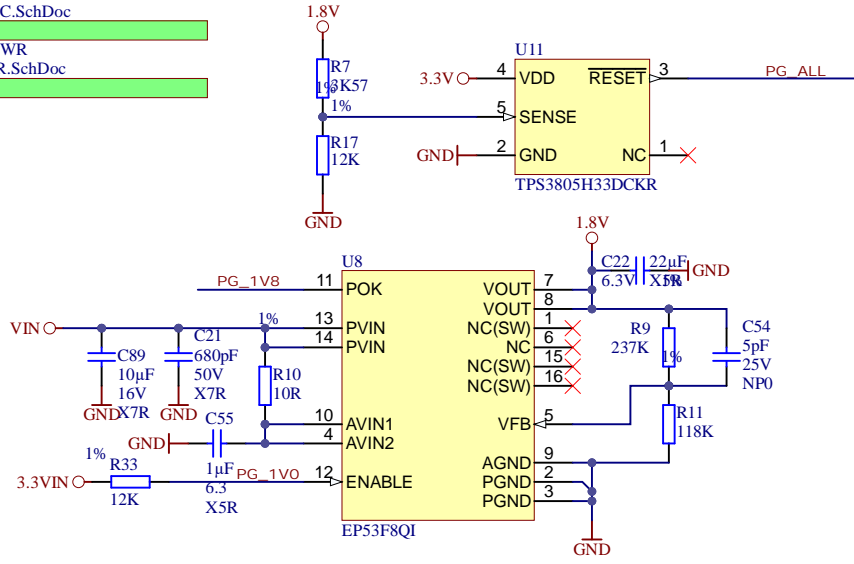 C.SchDoc
WR
R.SchDoc
1.8V
R7
3K57
1%
1%
R17
12K
GND
U11
3.3V
4
VDD
RESET
3
PG_ALL
5
SENSE
GND
2
GND
NC
1
TPS3805H33DCKR
1.8V
C22
22µF
GND
6.3V
X5R
U8
PG_1V8
11
POK
VOUT
7
VOUT
8
VIN
1%
13
PVIN
NC(SW)
1
14
PVIN
NC
6
NC(SW)
15
NC(SW)
16
C89
10µF
16V
X7R
GND
C21
680pF
50V
X7R
GND
R10
10R
R9
237K
1%
C54
5pF
25V
NP0
C55
1µF
6.3
X5R
GND
10
AVIN1
4
AVIN2
VFB
5
R11
118K
1%
R33
12K
3.3VIN
PG_1V0
12
ENABLE
AGND
9
PGND
2
PGND
3
EP53F8QI
GND